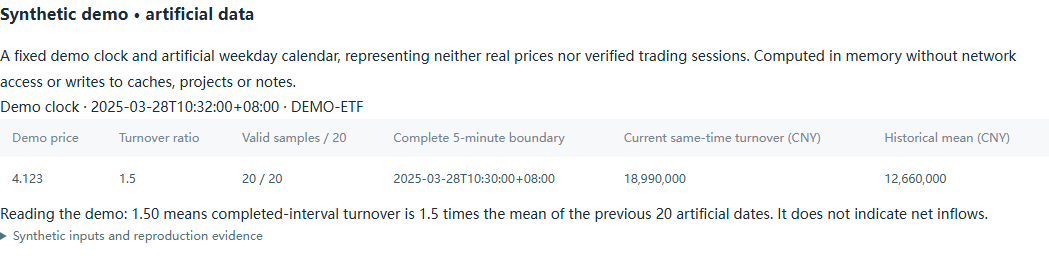 Synthetic demo • artificial data
A fixed demo clock and artificial weekday calendar, representing neither real prices nor verified trading sessions. Computed in memory without network
access or writes to caches, projects or notes.
Demo clock · 2025-03-28T10:32:00+08:00 · DEMO-ETF
Demo price Turnover ratio Valid samples / 20 Complete 5-minute boundary Current same-time turnover (CNY) Historical mean (CNY)
4.123 1.5 20 / 20 2025-03-28T10:30:00+08:00 18,990,000 12,660,000
Reading the demo: 1.50 means completed-interval turnover is 1.5 times the mean of the previous 20 artificial dates. It does not indicate net inflows.
▸ Synthetic inputs and reproduction evidence